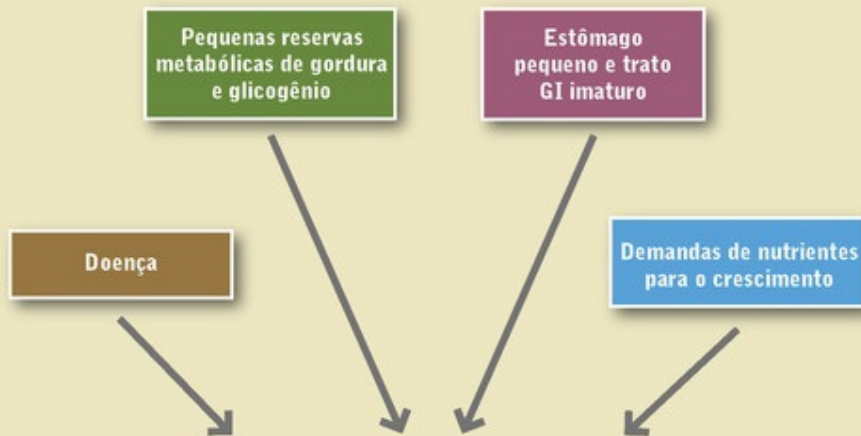 Pequenas reservas
metabólicas de gordura
e glicogênio
Estômago
pequeno e trato
GI imaturo
Doença
Demandas de nutrientes
para o crescimento